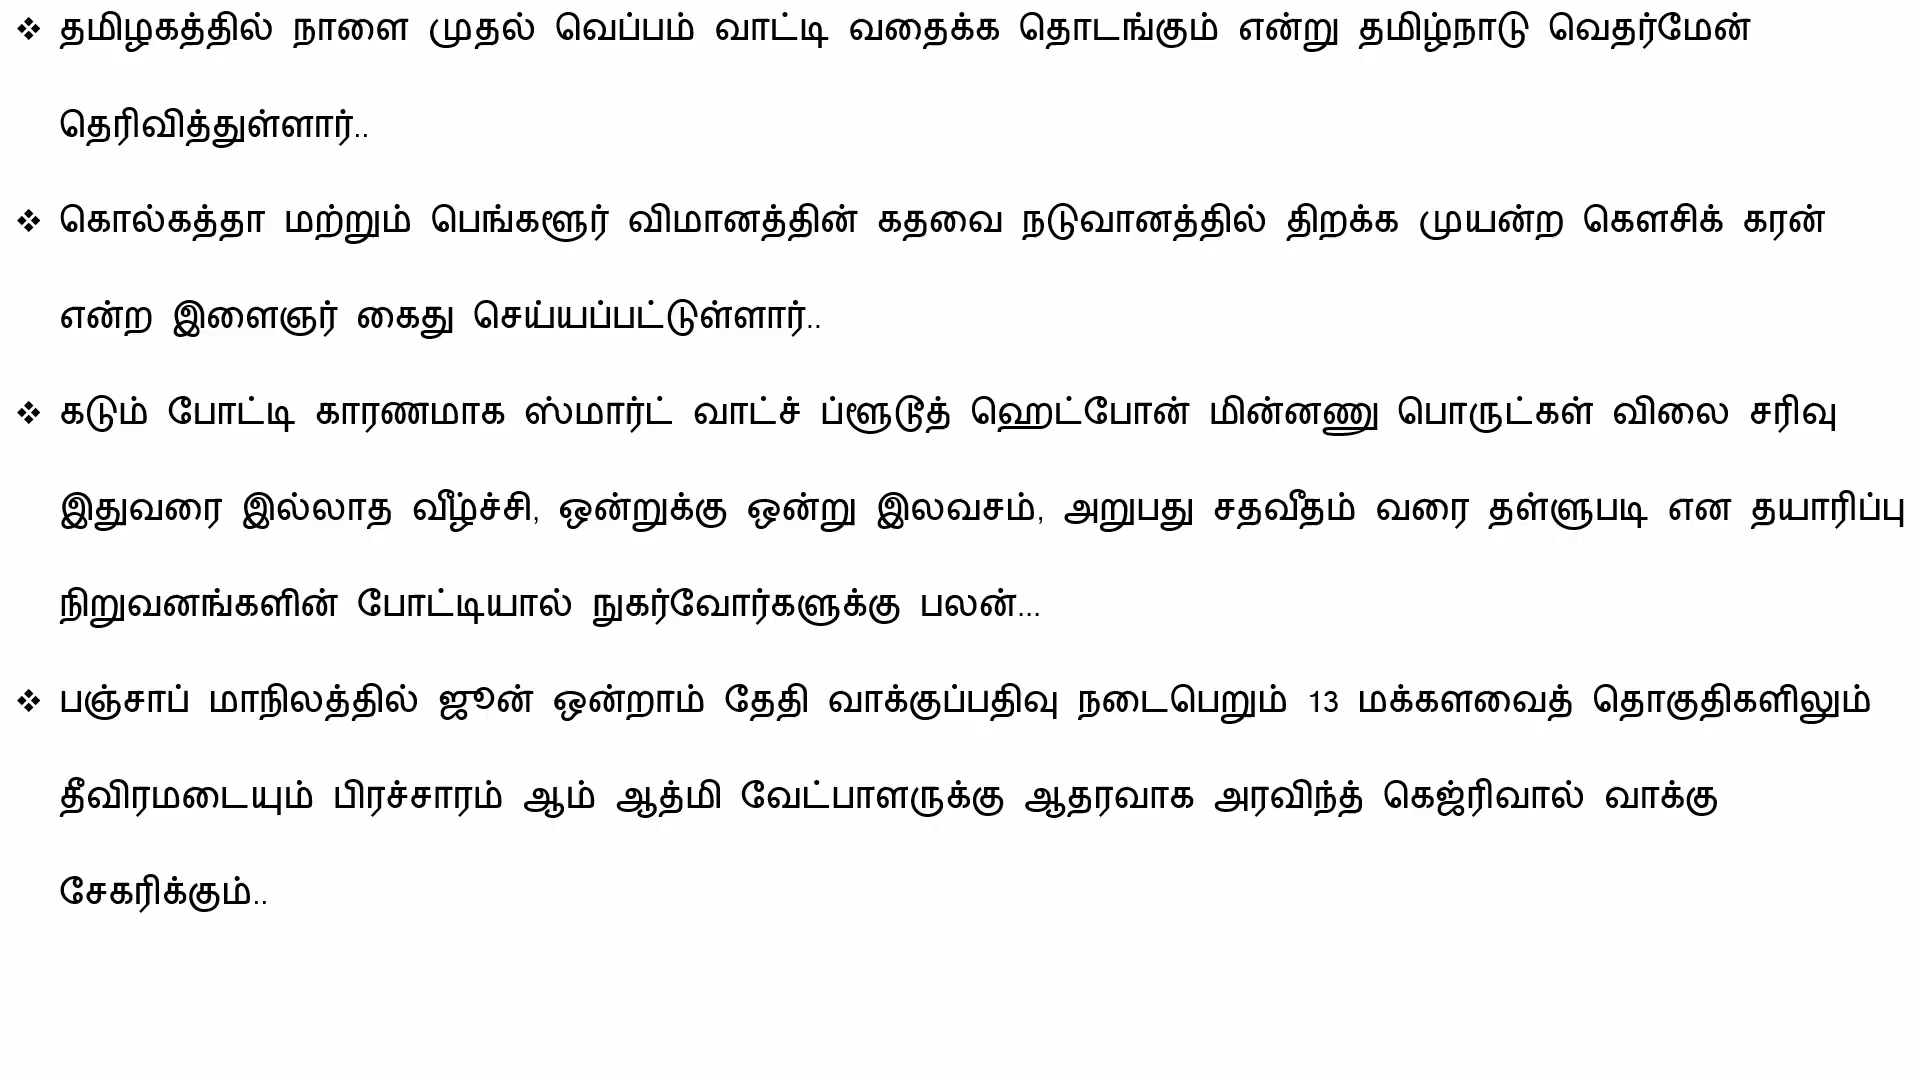 ❖ தமிழகத்தில் நாளை முதல் வெப்பம் வாட்டி வதைக்க தொடங்கும் என்று தமிழ்நாடு வெதர்மேன்
தெரிவித்துள்ளார்..
❖ கொல்கத்தா மற்றும் பெங்களூர் விமானத்தின் கதவை நடுவானத்தில் திறக்க முயன்ற கௌசிக் கரன்
என்ற இளைஞர் கைது செய்யப்பட்டுள்ளார்..
❖ கடும் போட்டி காரணமாக ஸ்மார்ட் வாட்ச் ப்ளூடூத் ஹெட்போன் மின்னணு பொருட்கள் விலை சரிவு
இதுவரை இல்லாத வீழ்ச்சி, ஒன்றுக்கு ஒன்று இலவசம், அறுபது சதவீதம் வரை தள்ளுபடி என தயாரிப்பு
நிறுவனங்களின் போட்டியால் நுகர்வோர்களுக்கு பலன்...
❖ பஞ்சாப் மாநிலத்தில் ஜூன் ஒன்றாம் தேதி வாக்குப்பதிவு நடைபெறும் 13 மக்களவைத் தொகுதிகளிலும்
தீவிரமடையும் பிரச்சாரம் ஆம் ஆத்மி வேட்பாளருக்கு ஆதரவாக அரவிந்த் கெஜ்ரிவால் வாக்கு
சேகரிக்கும்..